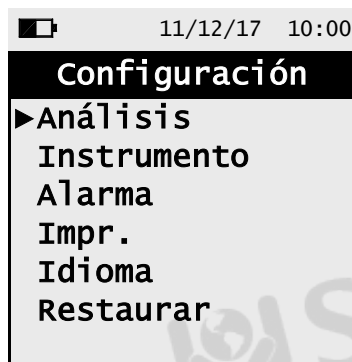 11/12/17 10:00
Configuración
►Análisis
Instrumento
Alarma
Impr.
Idioma
Restaurar